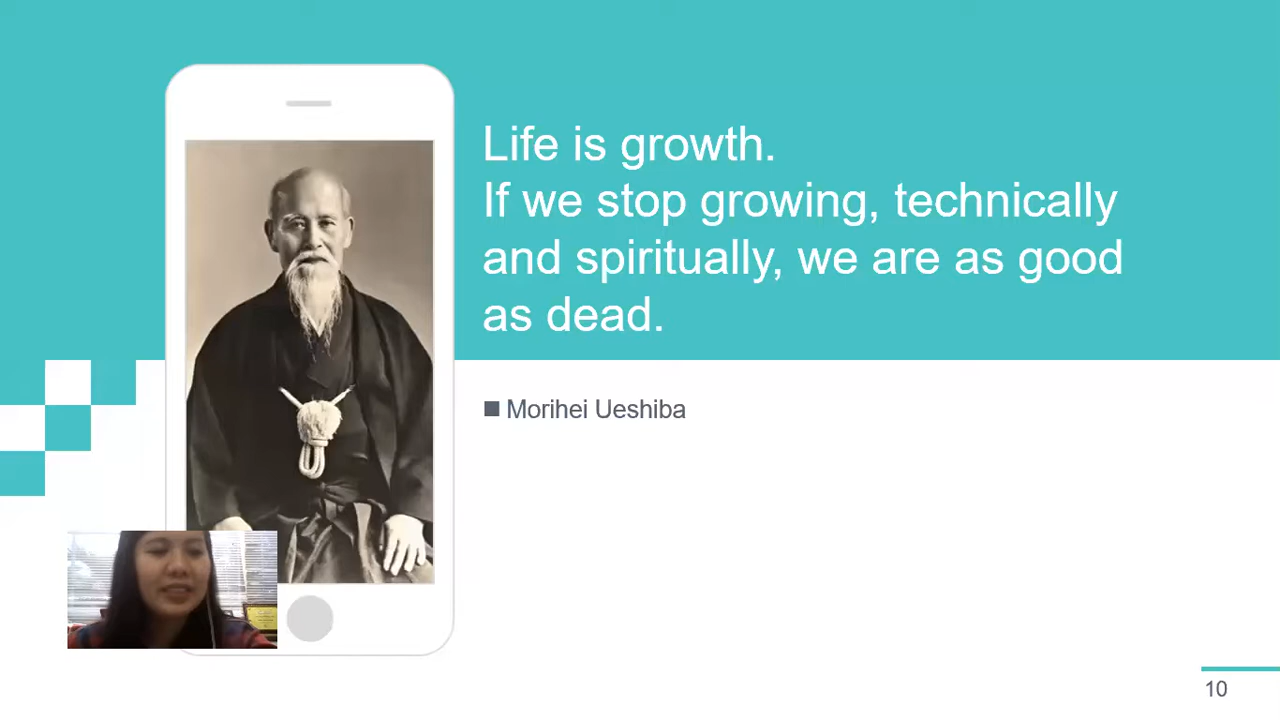 Life is growth.
If we stop growing, technically
and spiritually, we are as good
as dead.
Morihei Ueshiba
10